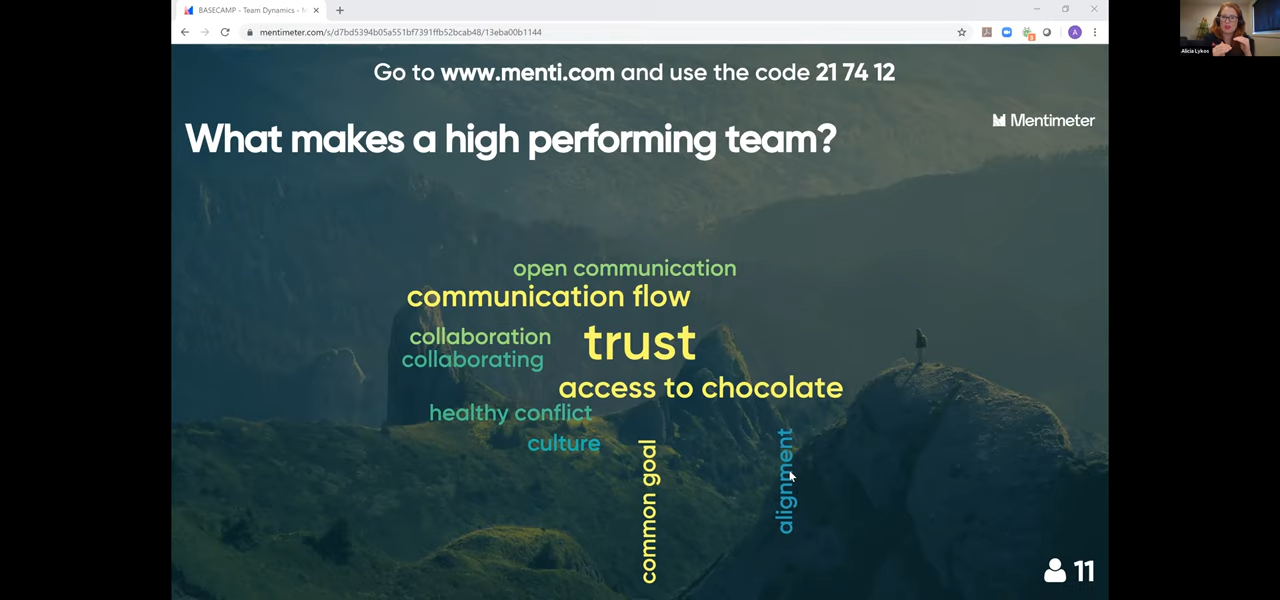 BASECAMP - Team Dynamics - M
mentimeter.com/s/d7bd5394b05a551bf7391ffb52bcab48/13eba00b1144
A
Alicia Lykos
Go to www.menti.com and use the code 21 74 12
Mentimeter
What makes a high performing team?
open communication
communication flow
collaboration
trust
collaborating
access to chocolate
healthy conflict
culture
common goal
alignment
11